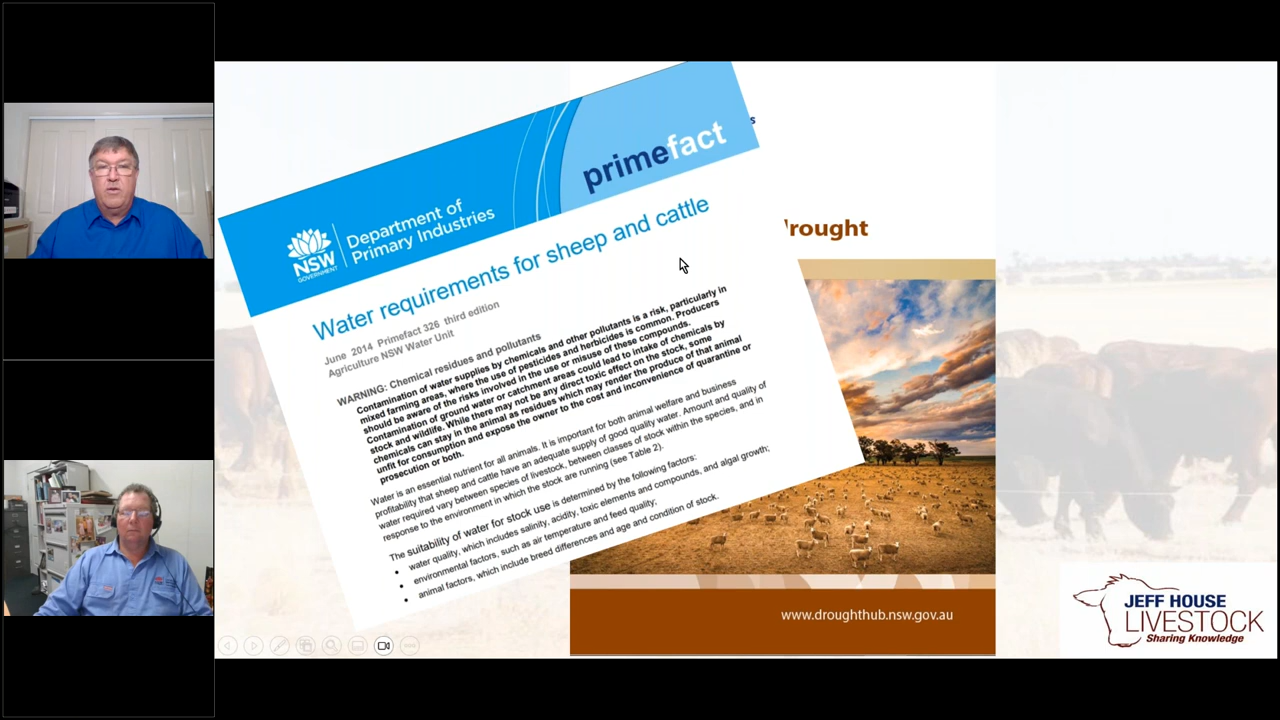 primefact
NSW
GOVERNMENT
Department of
Primary Industries
Water requirements for sheep and cattle
June 2014 Primefact 326 third edition
Agriculture NSW Water Unit
WARNING: Chemical residues and pollutants
Contamination of water supplies by chemicals and other pollutants is a risk, particularly in
mixed farming areas, where the use of pesticides and herbicides is common. Producers
should be aware of the risks involved in the use or misuse of these compounds.
Contamination of ground water or catchment areas could lead to intake of chemicals by
stock and wildlife. While there may not be any direct toxic effect on the stock, some
chemicals can stay in the animal as residues which may render the produce of that animal
unfit for consumption and expose the owner to the cost and inconvenience of quarantine or
prosecution or both.
Water is an essential nutrient for all animals. It is important for both animal welfare and business
profitability that sheep and cattle have an adequate supply of good quality water. Amount and quality of
water required vary between species of livestock, between classes of stock within the species, and in
response to the environment in which the stock are running (see Table 2).
The suitability of water for stock use is determined by the following factors:
• water quality, which includes salinity, acidity, toxic elements and compounds, and algal growth;
• environmental factors, such as air temperature and feed quality;
• animal factors, which include breed differences and age and condition of stock.
s
rought
www.droughthub.nsw.gov.au
JEFF HOUSE
LIVESTOCK
Sharing Knowledge